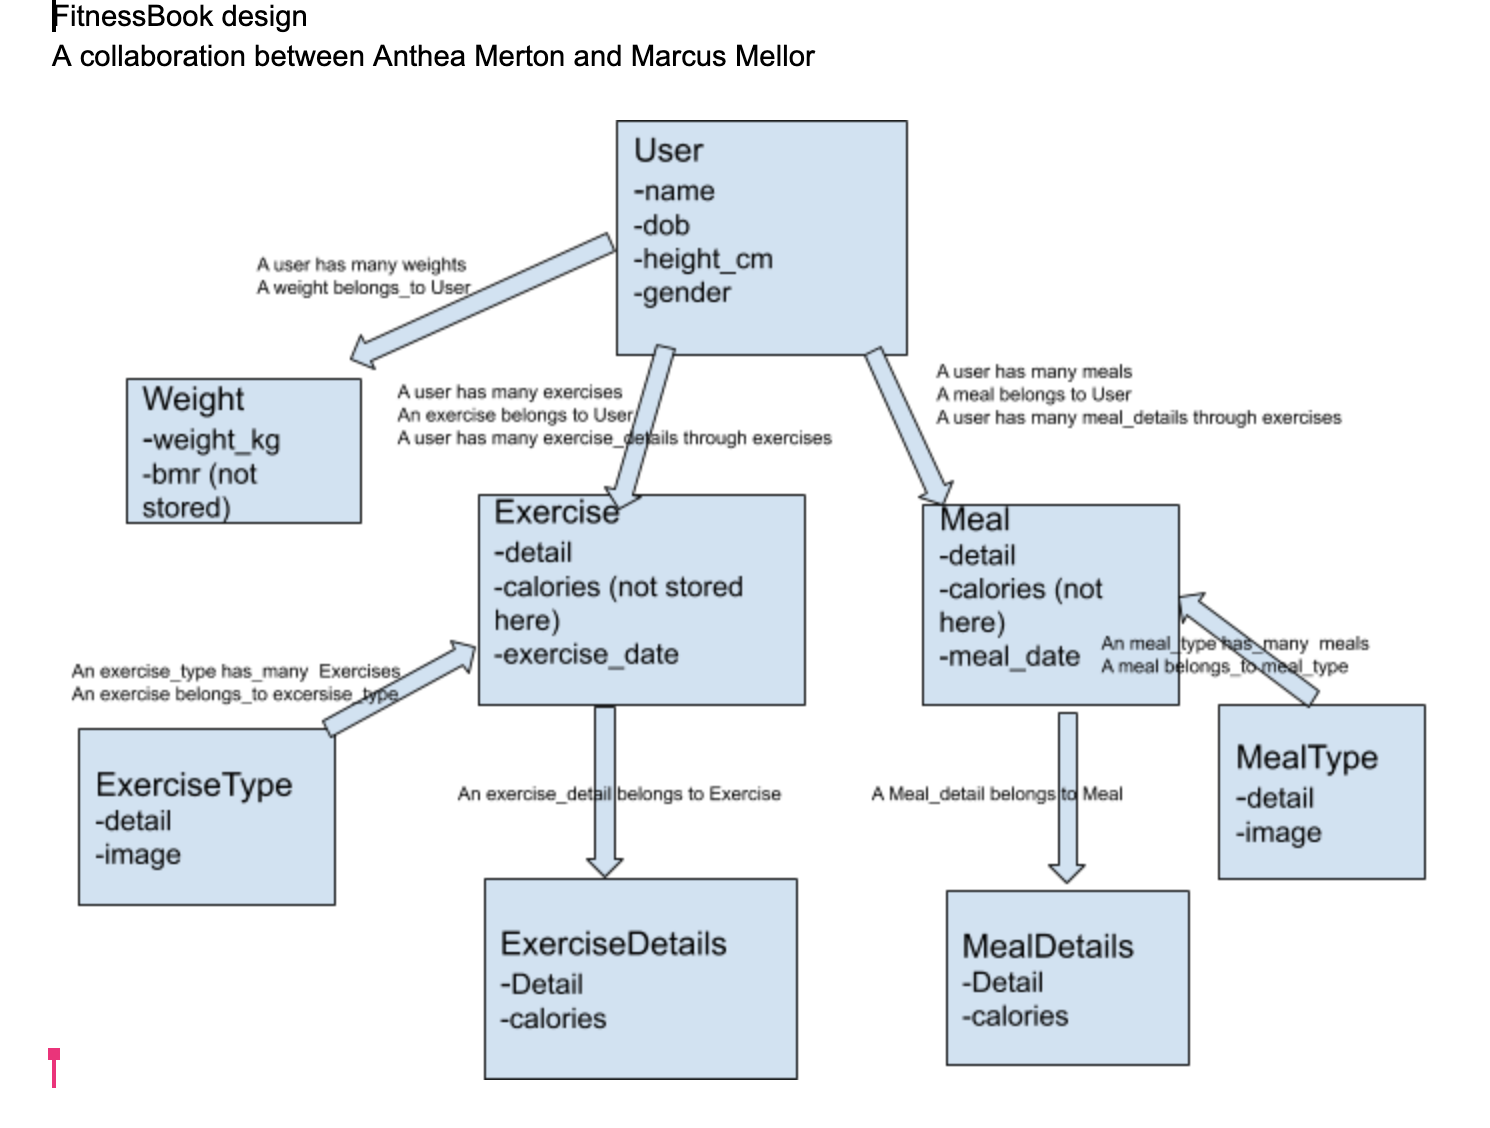 FitnessBook design
A collaboration between Anthea Merton and Marcus Mellor
User
-name
-dob
-height_cm
-gender
A user has many weights
A weight belongs_to User
Weight
-weight_kg
-bmr (not
stored)
A user has many exercises
An exercise belongs to User
A user has many exercise_details through exercises
A user has many meals
A meal belongs to User
A user has many meal_details through exercises
Exercise
-detail
-calories (not stored
here)
-exercise_date
Meal
-detail
-calories (not
here)
-meal_date
An meal_type has_many meals
A meal belongs_to meal_type
An exercise_type has_many Exercises
An exercise belongs_to excersise_type
ExerciseType
-detail
-image
MealType
-detail
-image
An exercise_detail belongs to Exercise
A Meal_detail belongs to Meal
ExerciseDetails
-Detail
-calories
MealDetails
-Detail
-calories